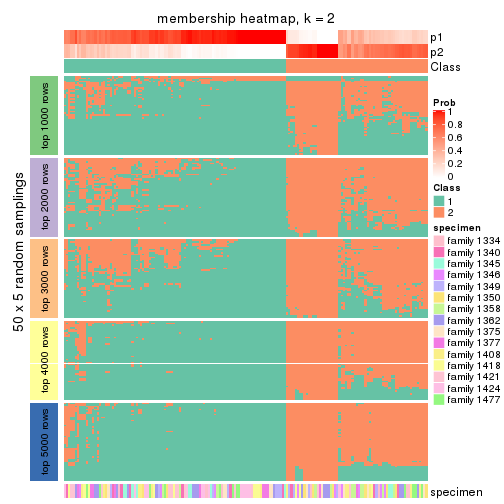 membership heatmap, k = 2
p1
p2
Class
50 x 5 random samplings
top 1000 rows
top 2000 rows
top 3000 rows
top 4000 rows
top 5000 rows
specimen
Prob
1
0.8
0.6
0.4
0.2
0
Class
1
2
specimen
family 1334
family 1340
family 1345
family 1346
family 1349
family 1350
family 1358
family 1362
family 1375
family 1377
family 1408
family 1418
family 1421
family 1424
family 1477